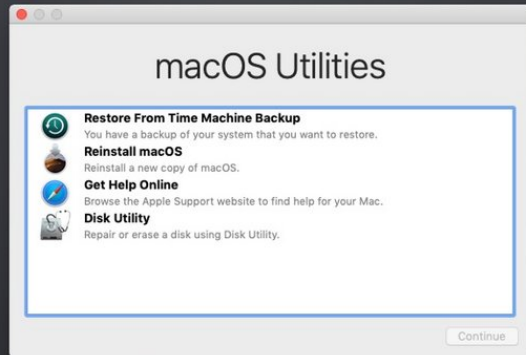 macOS Utilities
Restore From Time Machine Backup
You have a backup of your system that you want to restore.
Reinstall macOS
Reinstall a new copy of macOS.
Get Help Online
Browse the Apple Support website to find help for your Mac.
Disk Utility
Repair or erase a disk using Disk Utility.
Continue